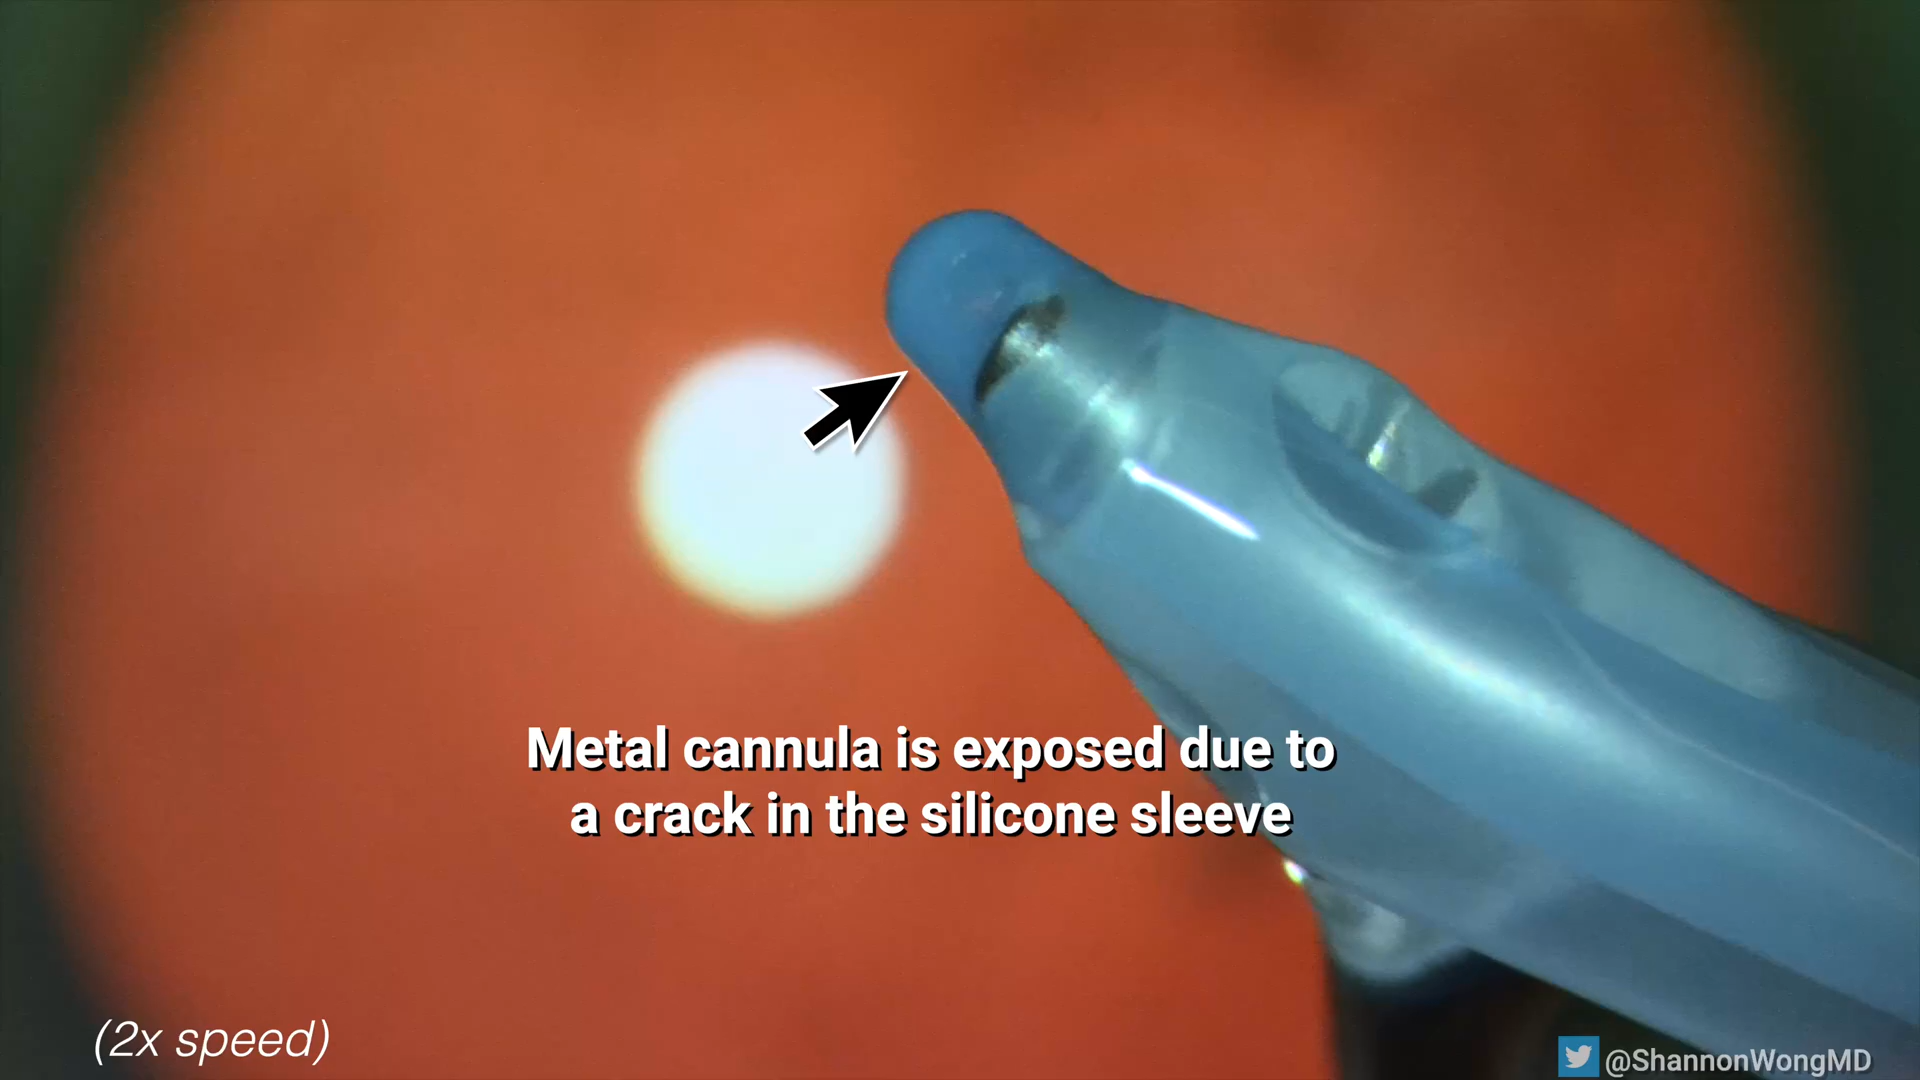 Metal cannula is exposed due to
a crack in the silicone sleeve
(2x speed)
@ShannonWongMD